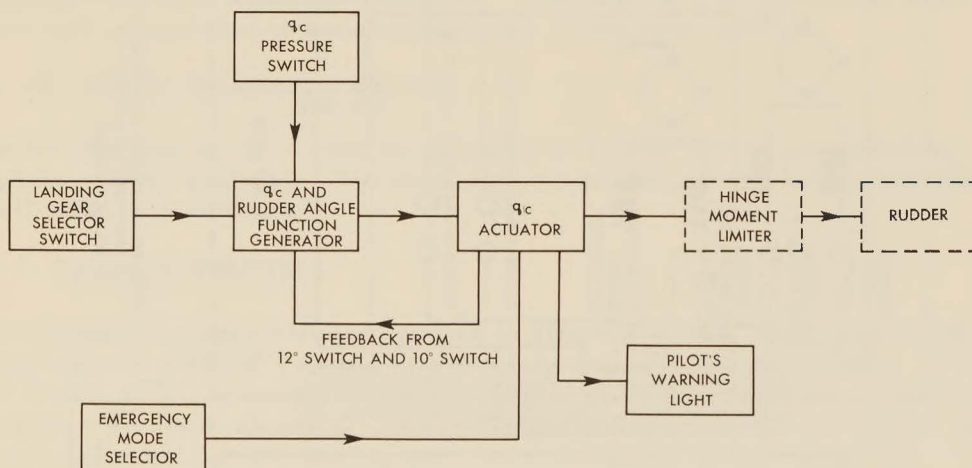 qc
PRESSURE
SWITCH
LANDING
GEAR
SELECTOR
SWITCH
qc AND
RUDDER ANGLE
FUNCTION
GENERATOR
qc
ACTUATOR
HINGE
MOMENT
LIMITER
RUDDER
FEEDBACK FROM
12° SWITCH AND 10° SWITCH
PILOT'S
WARNING
LIGHT
EMERGENCY
MODE
SELECTOR